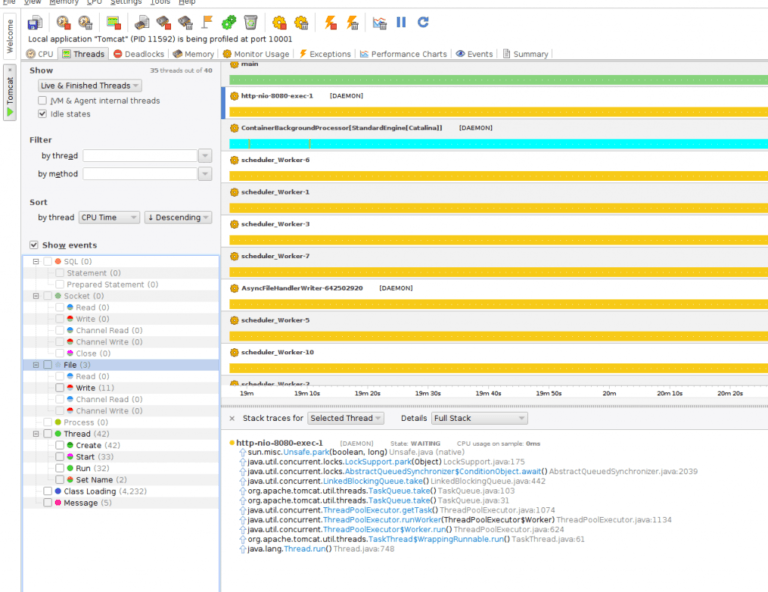 File View Memory CPU Settings Tools Help
Local application "Tomcat" (PID 11592) is being profiled at port 10001
Welcome
Tomcat
CPU Threads Deadlocks Memory Monitor Usage Exceptions Performance Charts Events Summary
Show 35 threads out of 40
Live & Finished Threads
JVM & Agent internal threads
Idle states
Filter
by thread
by method
Sort
by thread CPU Time Descending
Show events
SQL (0)
Statement (0)
Prepared Statement (0)
Socket (0)
Read (0)
Write (0)
Channel Read (0)
Channel Write (0)
Close (0)
File (3)
Read (0)
Write (11)
Channel Read (0)
Channel Write (0)
Process (0)
Thread (42)
Create (42)
Start (33)
Run (32)
Set Name (2)
Class Loading (4,232)
Message (5)
main
http-nio-8080-exec-1 [DAEMON]
ContainerBackgroundProcessor[StandardEngine[Catalina]] [DAEMON]
scheduler_Worker-6
scheduler_Worker-1
scheduler_Worker-3
scheduler_Worker-7
AsyncFileHandlerWriter-642502920 [DAEMON]
scheduler_Worker-5
scheduler_Worker-10
scheduler_Worker-2
19m 19m 10s 19m 20s 19m 30s 19m 40s 19m 50s 20m 20m 10s 20m 20s
Stack traces for Selected Thread Details Full Stack
http-nio-8080-exec-1 [DAEMON] State: WAITING CPU usage on sample: 0ms
sun.misc.Unsafe.park(boolean, long) Unsafe.java (native)
java.util.concurrent.locks.LockSupport.park(Object) LockSupport.java:175
java.util.concurrent.locks.AbstractQueuedSynchronizer$ConditionObject.await() AbstractQueuedSynchronizer.java:2039
java.util.concurrent.LinkedBlockingQueue.take() LinkedBlockingQueue.java:442
org.apache.tomcat.util.threads.TaskQueue.take() TaskQueue.java:103
org.apache.tomcat.util.threads.TaskQueue.take() TaskQueue.java:31
java.util.concurrent.ThreadPoolExecutor.getTask() ThreadPoolExecutor.java:1074
java.util.concurrent.ThreadPoolExecutor.runWorker(ThreadPoolExecutor$Worker) ThreadPoolExecutor.java:1134
java.util.concurrent.ThreadPoolExecutor$Worker.run() ThreadPoolExecutor.java:624
org.apache.tomcat.util.threads.TaskThread$WrappingRunnable.run() TaskThread.java:61
java.lang.Thread.run() Thread.java:748